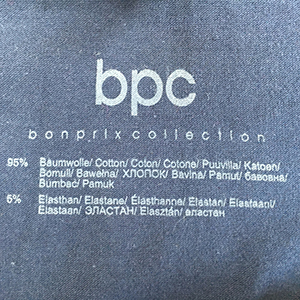 bpc
bonprix collection
95% Baumwolle/ Cotton/ Coton/ Cotone/ Puuvilla/ Katoen/
Bomull/ Bawełna/ ХЛОПОК/ Bavlna/ Pamut/ бавовна/
Bumbac/ Pamuk
5% Elasthan/ Elastane/ Élasthanne/ Elastan/ Elastaani/
Elastaan/ ЭЛАСТАН/ Elasztán/ еластан